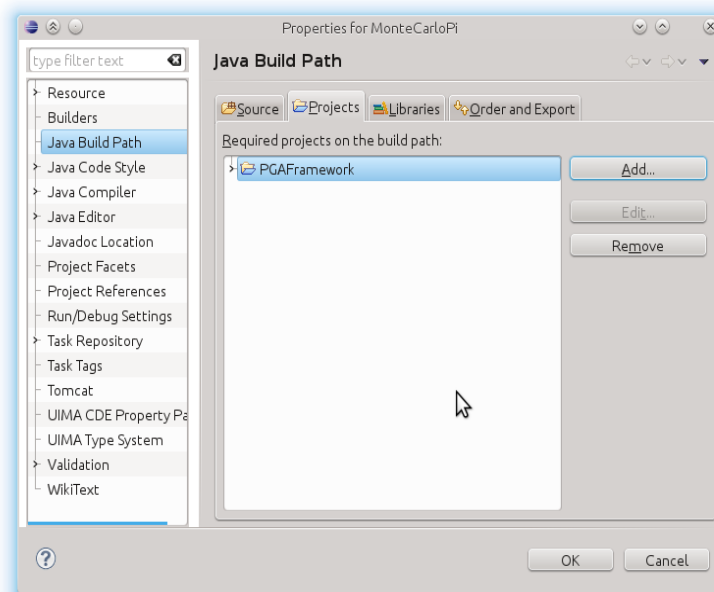 Properties for MonteCarloPi
type filter text
Java Build Path
Resource
Builders
Java Build Path
Java Code Style
Java Compiler
Java Editor
Javadoc Location
Project Facets
Project References
Run/Debug Settings
Task Repository
Task Tags
Tomcat
UIMA CDE Property Pa
UIMA Type System
Validation
WikiText
Source
Projects
Libraries
Order and Export
Required projects on the build path:
PGAFramework
Add...
Edit...
Remove
?
OK
Cancel